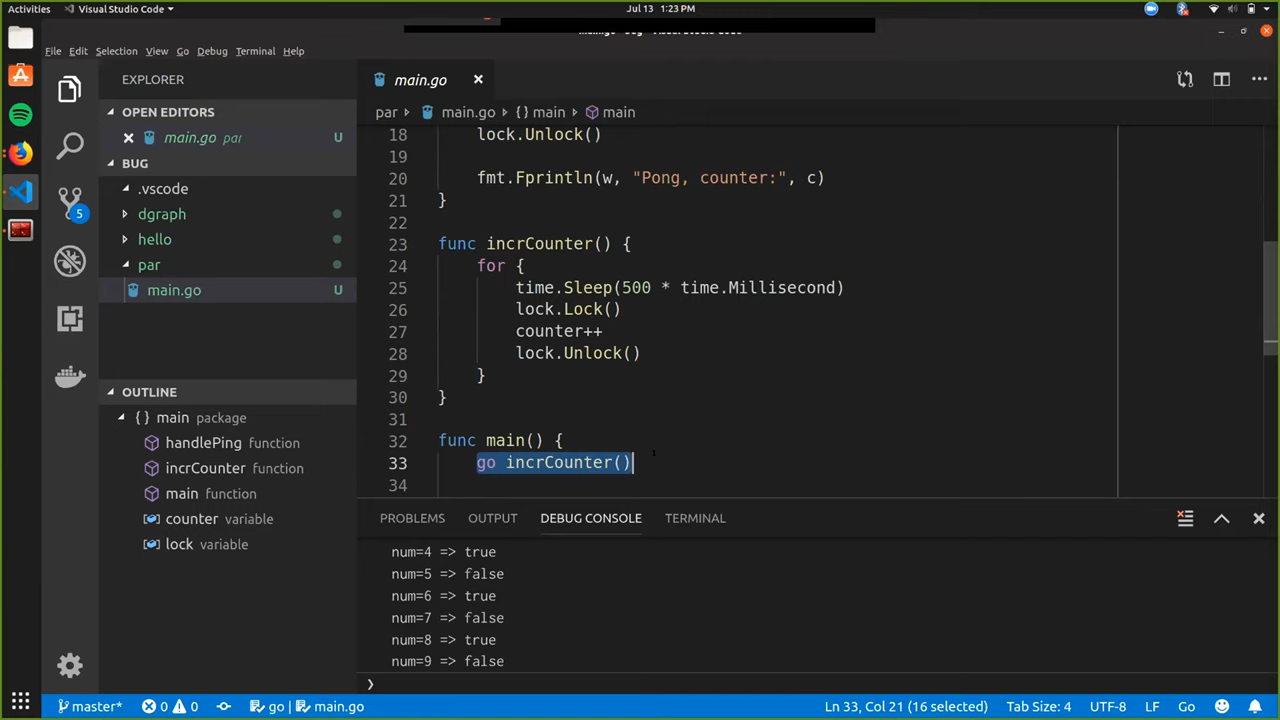 Activities
Visual Studio Code
Jul 13 1:23 PM
File Edit Selection View Go Debug Terminal Help
EXPLORER
OPEN EDITORS
main.go par U
BUG
.vscode
dgraph
hello
par
main.go U
5
OUTLINE
{ } main package
handlePing function
incrCounter function
main function
counter variable
lock variable
main.go
par main.go { } main main
18 lock.Unlock()
19
20 fmt.Fprintln(w, "Pong, counter:", c)
21 }
22
23 func incrCounter() {
24 for {
25 time.Sleep(500 * time.Millisecond)
26 lock.Lock()
27 counter++
28 lock.Unlock()
29 }
30 }
31
32 func main() {
33 go incrCounter()
34
PROBLEMS OUTPUT DEBUG CONSOLE TERMINAL
num=4 => true
num=5 => false
num=6 => true
num=7 => false
num=8 => true
num=9 => false
master* 0 0 go | main.go Ln 33, Col 21 (16 selected) Tab Size: 4 UTF-8 LF Go